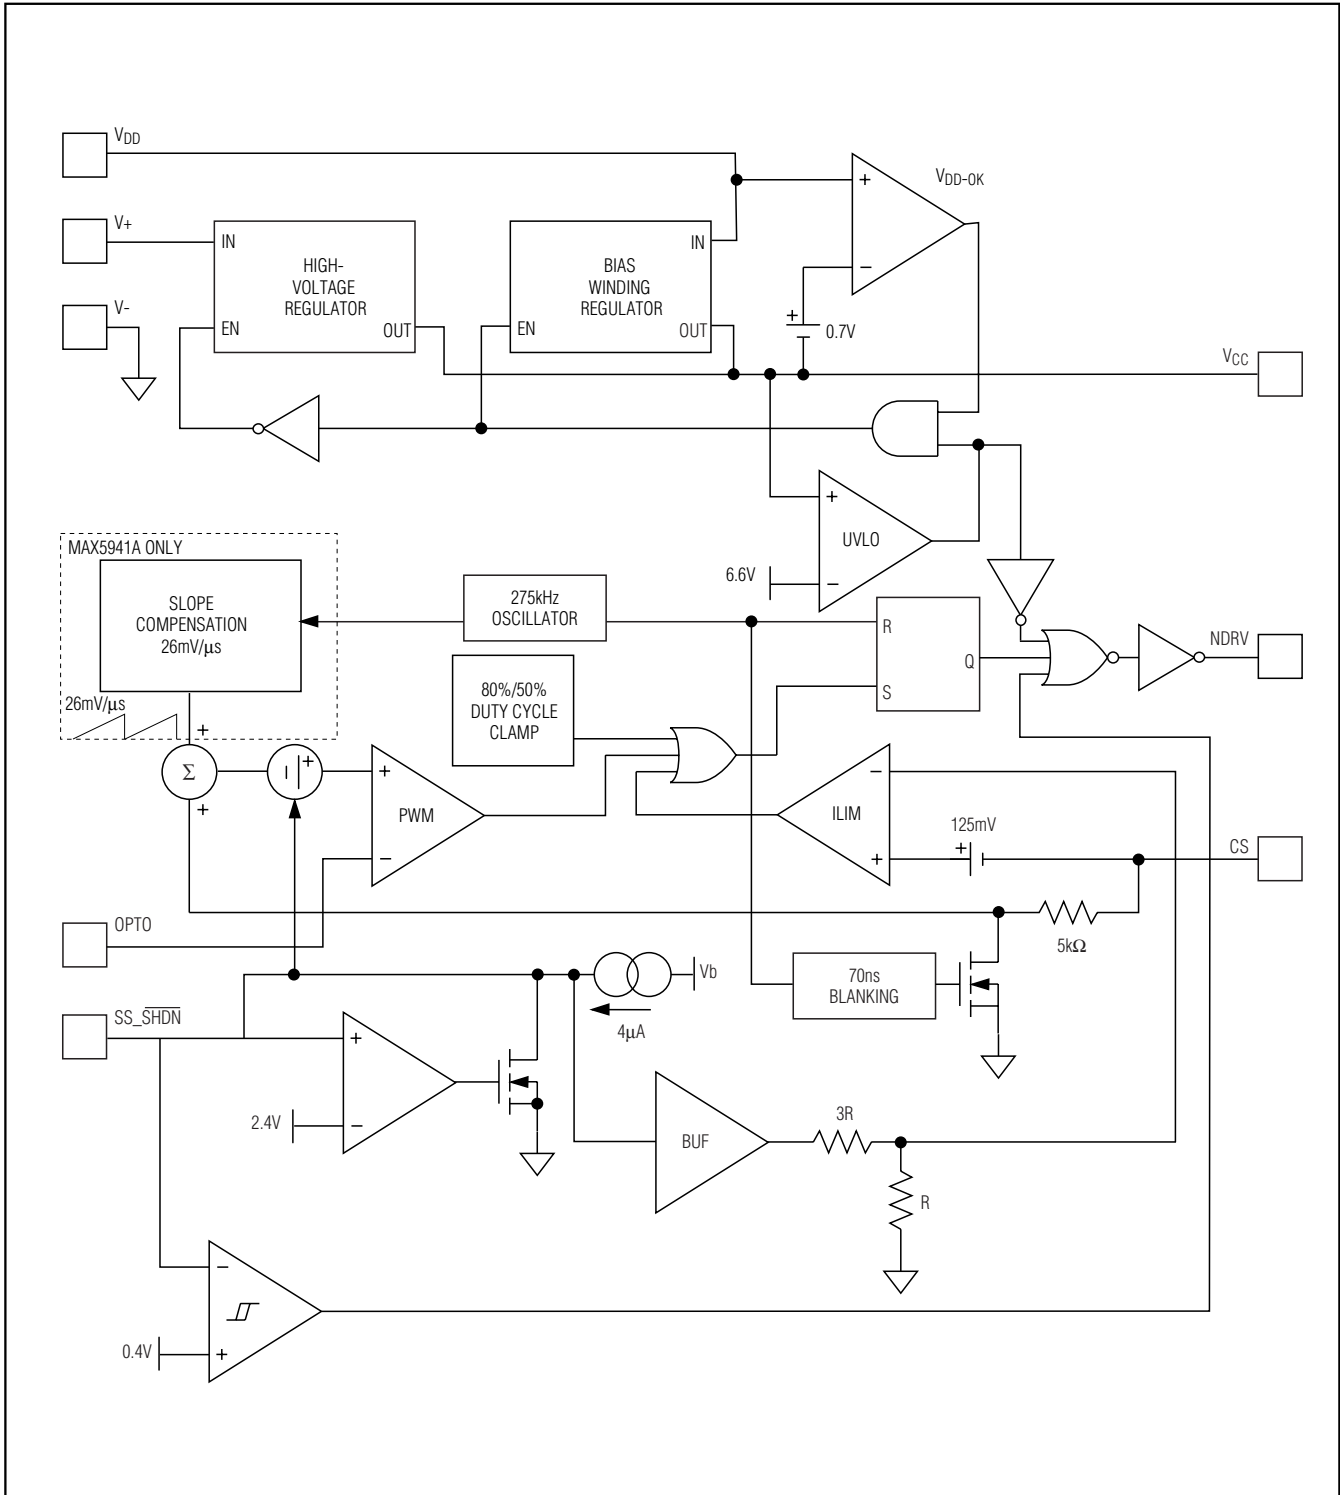 VDD
VDD-OK
V+
IN
HIGH-
VOLTAGE
REGULATOR
EN
OUT
BIAS
WINDING
REGULATOR
IN
EN
OUT
+
−
+
0.7V
V-
VCC
+
UVLO
−
6.6V
MAX5941A ONLY
SLOPE
COMPENSATION
26mV/µs
26mV/µs
275kHz
OSCILLATOR
R
Q
S
NDRV
80%/50%
DUTY CYCLE
CLAMP
+
Σ
+
+
+
PWM
−
−
ILIM
+
125mV
+
CS
OPTO
5kΩ
Vb
4µA
70ns
BLANKING
SS_S̅H̅D̅N̅
+
2.4V
−
BUF
3R
R
−
0.4V
+